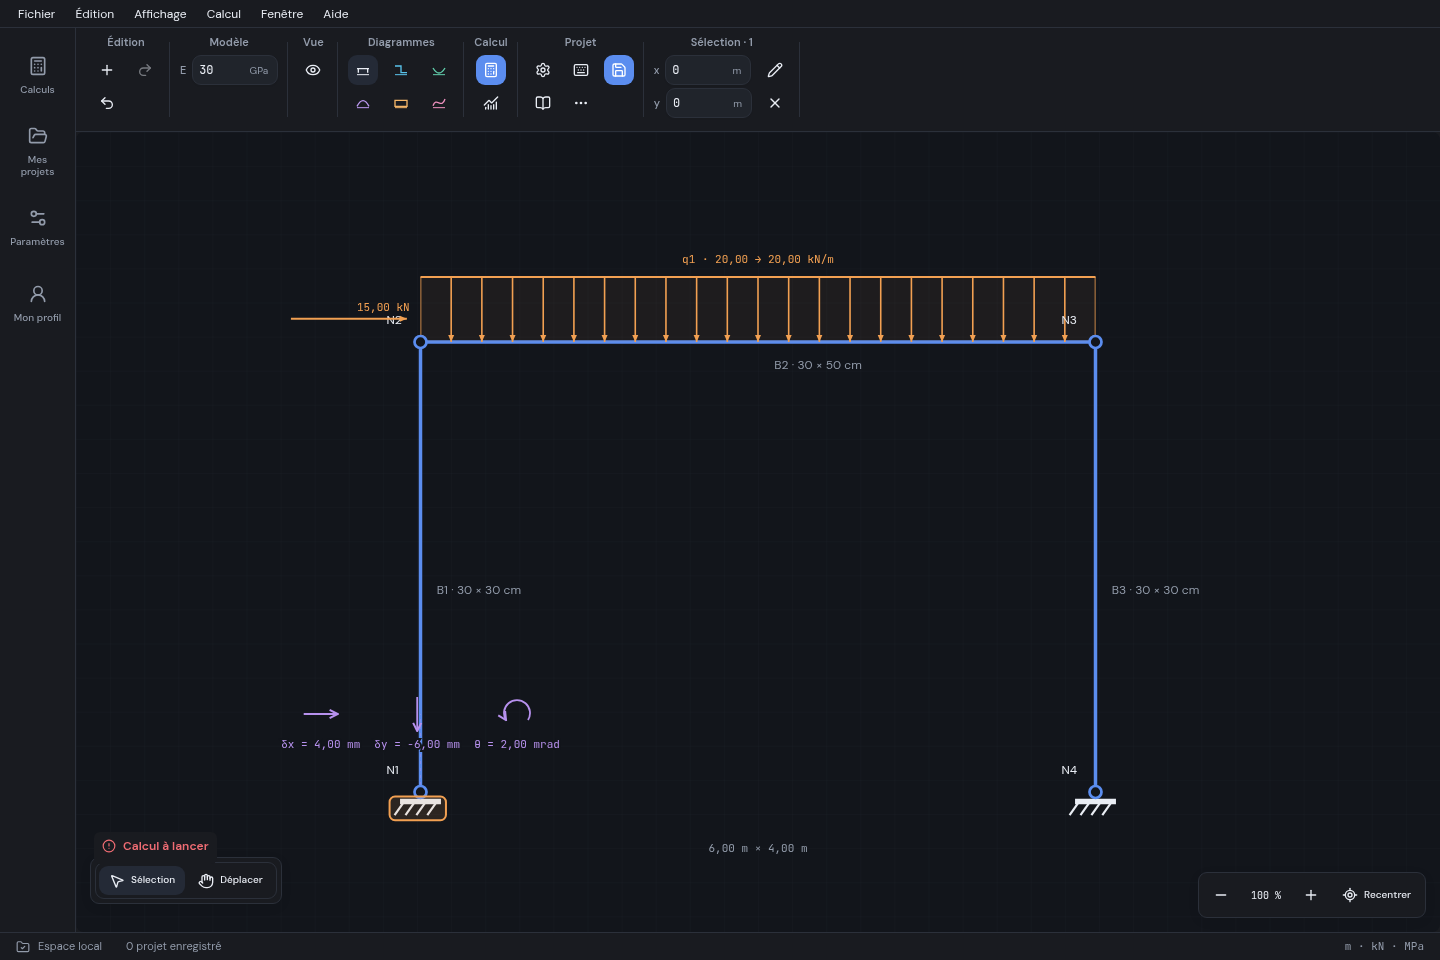 Fichier Édition Affichage Calcul Fenêtre Aide
Édition Modèle Vue Diagrammes Calcul Projet Sélection · 1
E 30 GPa
x 0 m
y 0 m
Calculs
Mes
projets
Paramètres
Mon profil
q1 · 20,00 → 20,00 kN/m
15,00 kN
N2
N3
B2 · 30 × 50 cm
B1 · 30 × 30 cm
B3 · 30 × 30 cm
δx = 4,00 mm δy = -6,00 mm θ = 2,00 mrad
N1
N4
6,00 m × 4,00 m
Calcul à lancer
Sélection Déplacer
100 % Recentrer
Espace local 0 projet enregistré m · kN · MPa